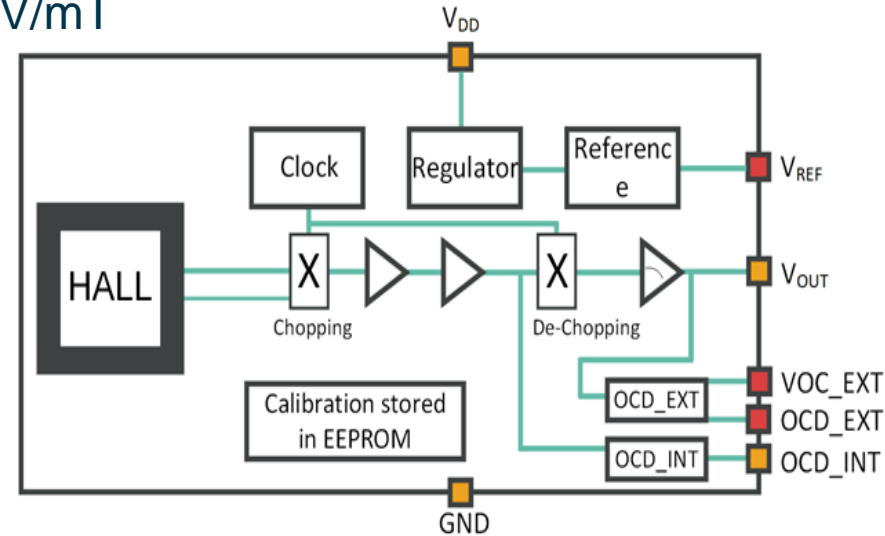 V/mT
VDD
Clock
Regulator
Referenc
e
VREF
HALL
X
X
VOUT
Chopping
De-Chopping
VOC_EXT
OCD_EXT
OCD_EXT
Calibration stored
in EEPROM
OCD_INT
OCD_INT
GND